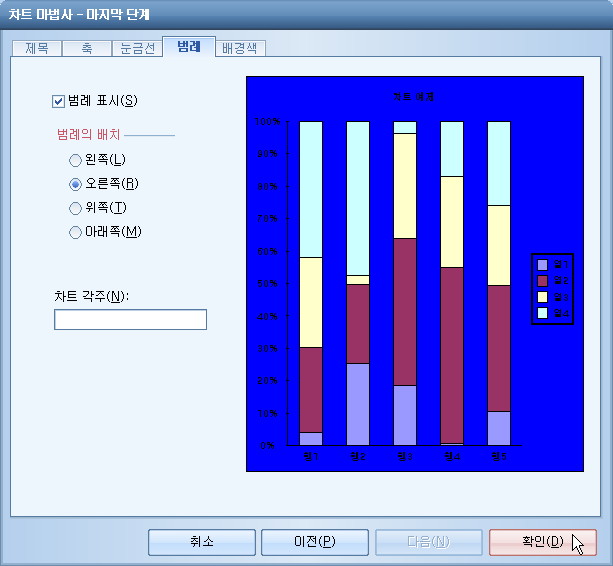 차트 마법사 - 마지막 단계
제목 축 눈금선 범례 배경색
범례 표시(S)
범례의 배치
왼쪽(L)
오른쪽(R)
위쪽(T)
아래쪽(M)
차트 각주(N):
차트 예제
100%
90%
80%
70%
60%
50%
40%
30%
20%
10%
0%
행1 행2 행3 행4 행5
열1
열2
열3
열4
취소 이전(P) 다음(N) 확인(D)